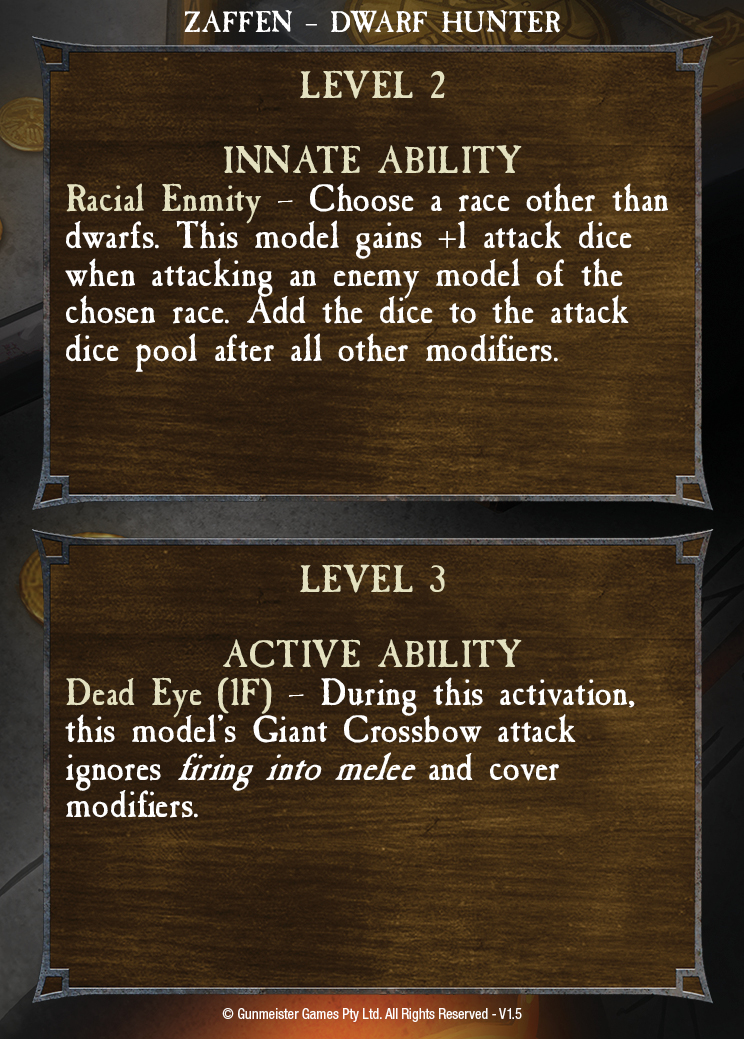 ZAFFEN – DWARF HUNTER
LEVEL 2
INNATE ABILITY
Racial Enmity – Choose a race other than
dwarfs. This model gains +1 attack dice
when attacking an enemy model of the
chosen race. Add the dice to the attack
dice pool after all other modifiers.
LEVEL 3
ACTIVE ABILITY
Dead Eye (1F) – During this activation,
this model's Giant Crossbow attack
ignores firing into melee and cover
modifiers.
© Gunmeister Games Pty Ltd. All Rights Reserved - V1.5